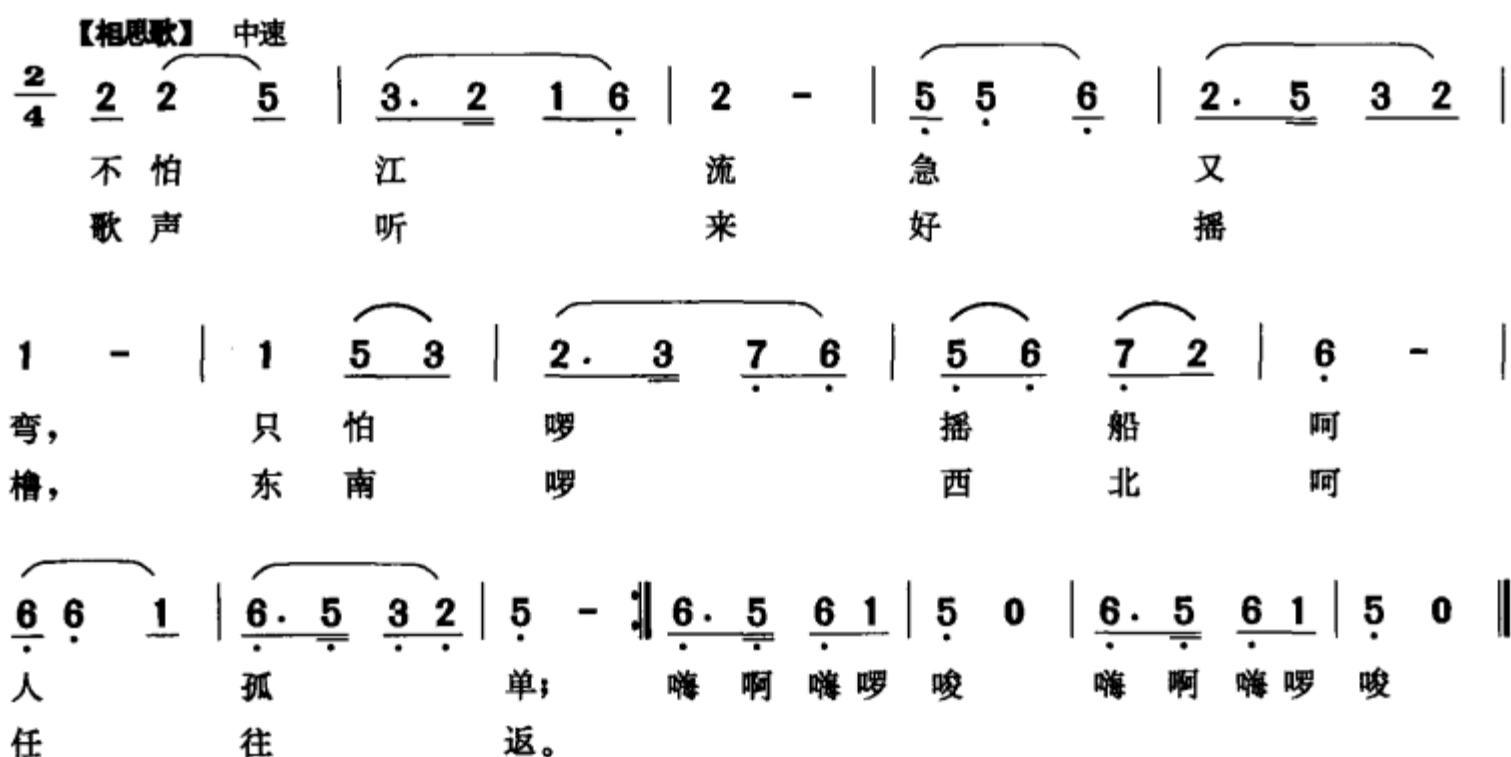 【相思歌】 中速
2/4 2 2 5 | 3. 2 1 6 | 2 - | 5 5 6 | 2. 5 3 2 |
不 怕 江 流 急 又
歌 声 听 来 好 摇
1 - | 1 5 3 | 2. 3 7 6 | 5 6 7 2 | 6 - |
弯， 只 怕 啰 摇 船 呵
橹， 东 南 啰 西 北 呵
6 6 1 | 6. 5 3 2 | 5 - :‖ 6. 5 6 1 | 5 0 | 6. 5 6 1 | 5 0 ‖
人 孤 单； 嗨 啊 嗨 啰 唆 嗨 啊 嗨 啰 唆
任 往 返。